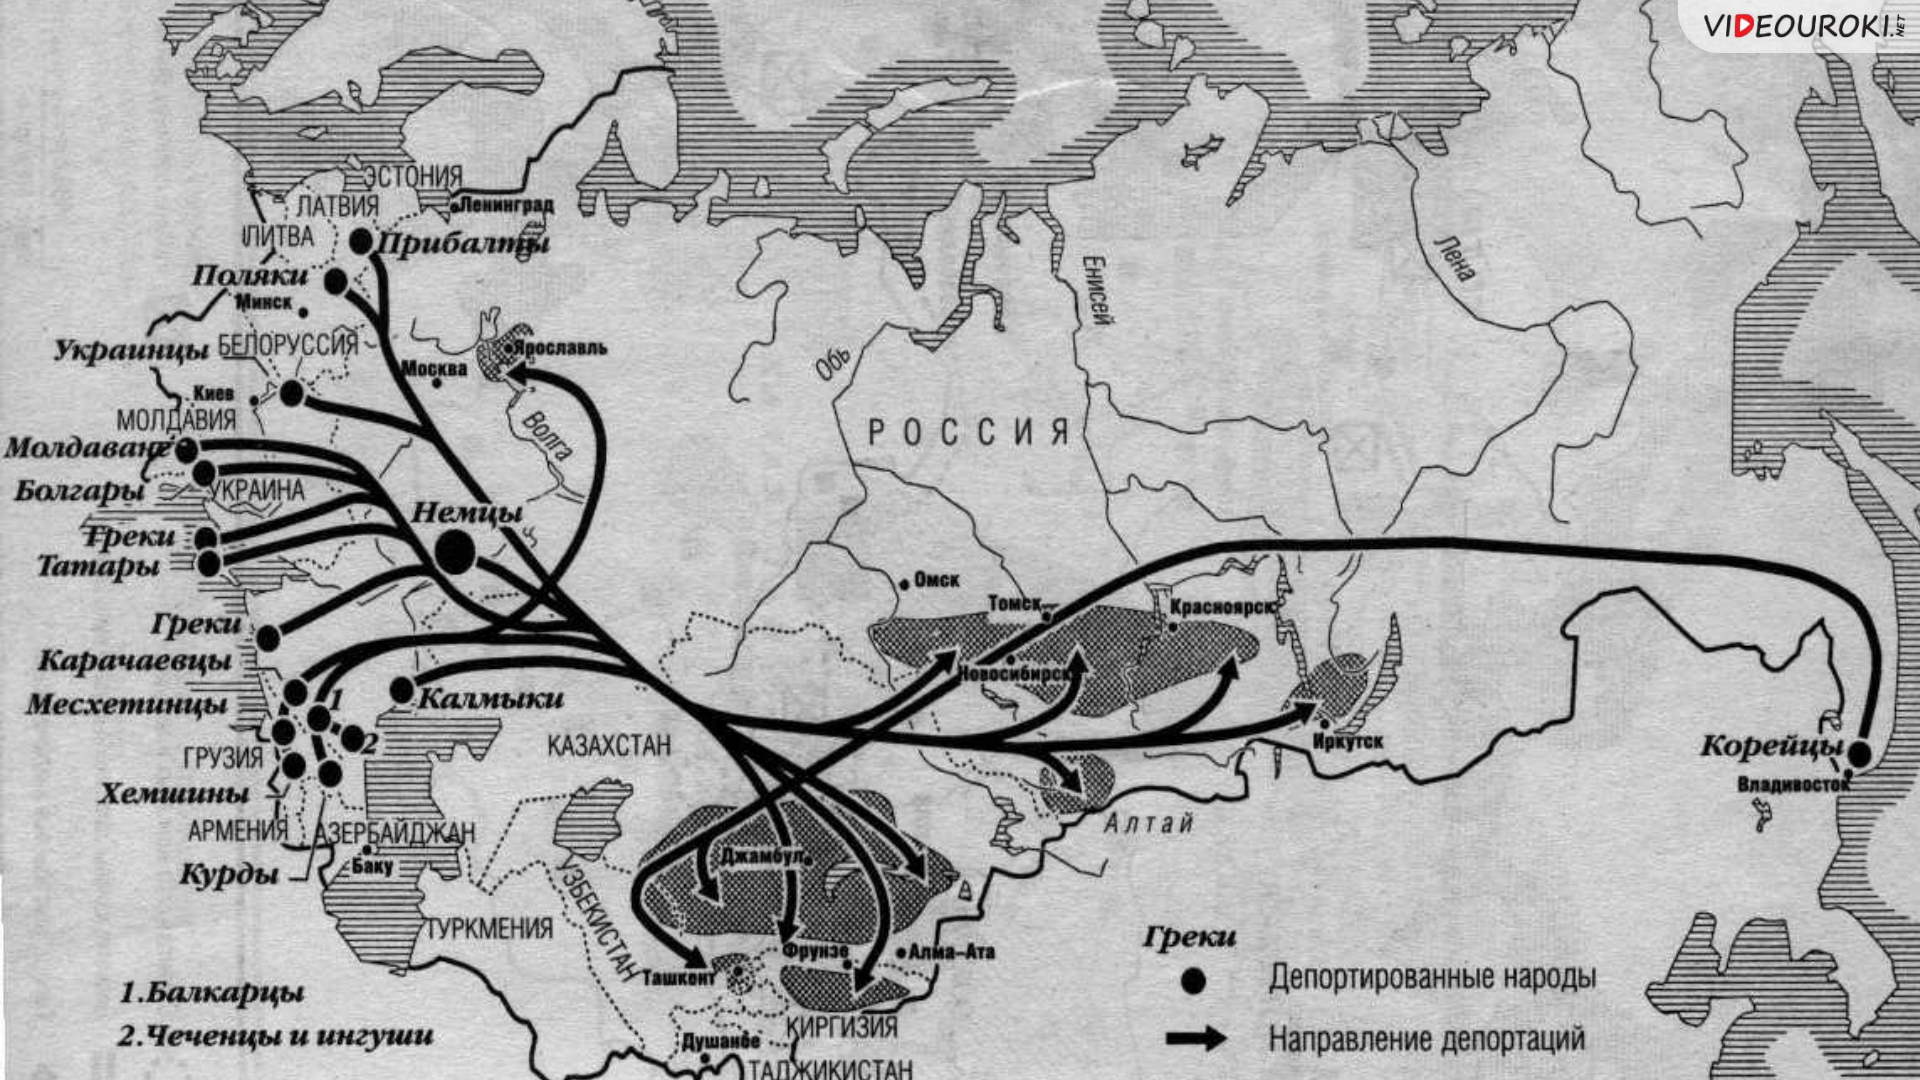 VIDEOUROKI.NET
ЭСТОНИЯ
ЛАТВИЯ
Ленинград
ЛИТВА
Прибалты
Поляки
Минск
Украинцы
БЕЛОРУССИЯ
Ярославль
Москва
Киев
МОЛДАВИЯ
Волга
Молдаване
Болгары
УКРАИНА
Немцы
Греки
Татары
Греки
Карачаевцы
Месхетинцы
1
Калмыки
2
ГРУЗИЯ
Хемшины
АРМЕНИЯ
АЗЕРБАЙДЖАН
Баку
Курды
КАЗАХСТАН
УЗБЕКИСТАН
ТУРКМЕНИЯ
Обь
Енисей
Лена
РОССИЯ
Омск
Томск
Красноярск
Новосибирск
Иркутск
Алтай
Корейцы
Владивосток
Джамбул
Фрунзе
Алма-Ата
Ташкент
КИРГИЗИЯ
Душанбе
ТАДЖИКИСТАН
1.Балкарцы
2.Чеченцы и ингуши
Греки
Депортированные народы
Направление депортаций